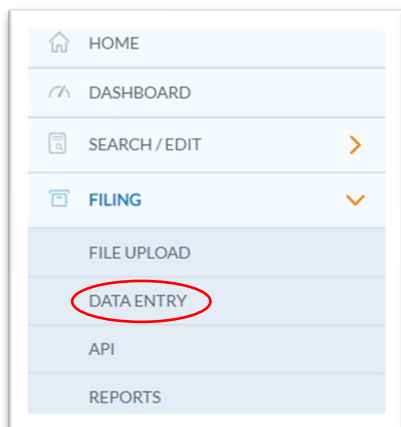 HOME
DASHBOARD
SEARCH / EDIT
FILING
FILE UPLOAD
DATA ENTRY
API
REPORTS